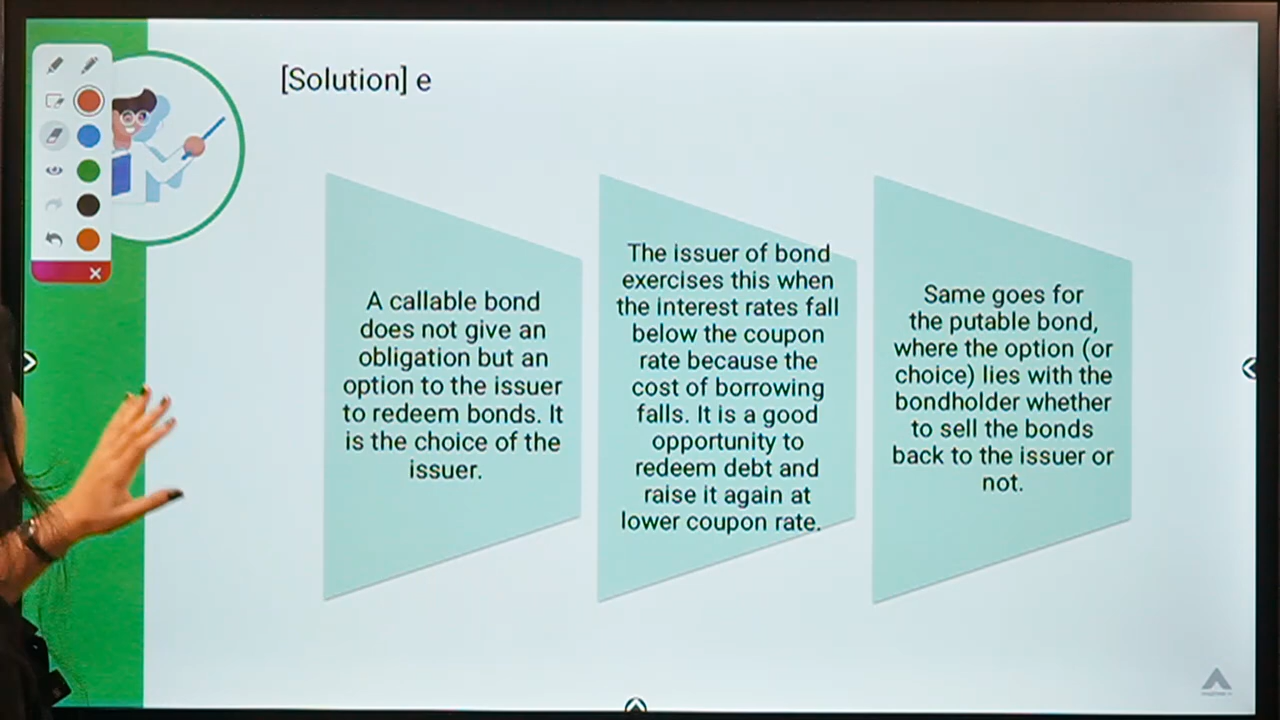 [Solution] e
A callable bond
does not give an
obligation but an
option to the issuer
to redeem bonds. It
is the choice of the
issuer.
The issuer of bond
exercises this when
the interest rates fall
below the coupon
rate because the
cost of borrowing
falls. It is a good
opportunity to
redeem debt and
raise it again at
lower coupon rate.
Same goes for
the putable bond,
where the option (or
choice) lies with the
bondholder whether
to sell the bonds
back to the issuer or
not.